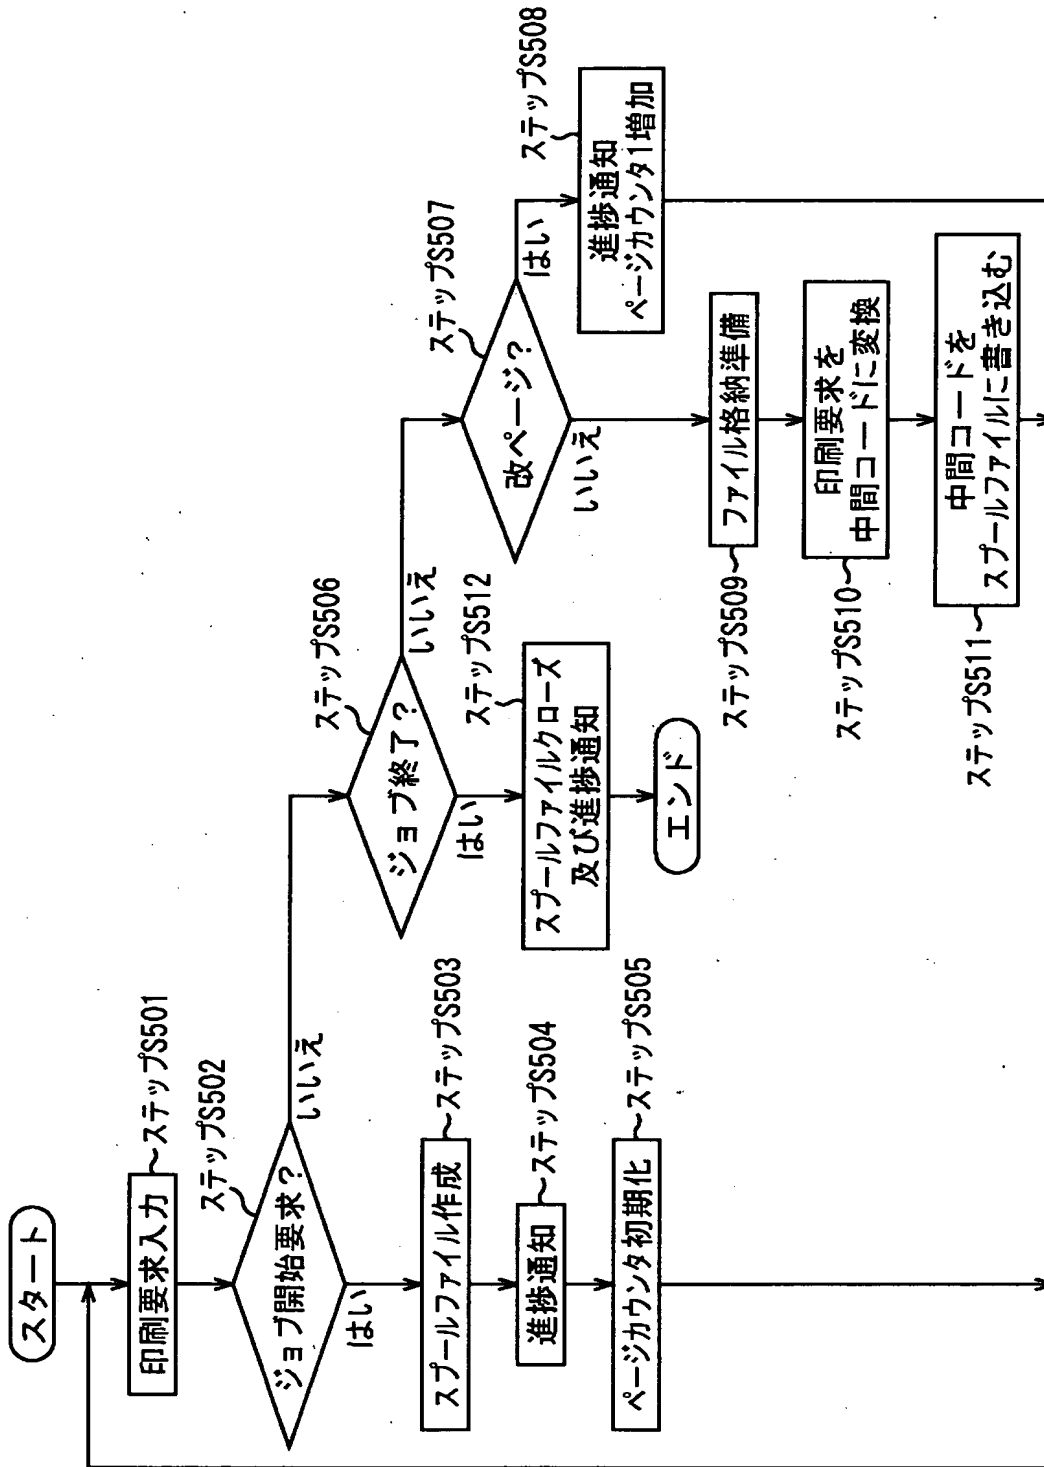 スタート
印刷要求入力
ステップS501
ジョブ開始要求?
ステップS502
はい
いいえ
スプールファイル作成
ステップS503
進捗通知
ステップS504
ページカウンタ初期化
ステップS505
ジョブ終了?
ステップS506
はい
いいえ
スプールファイルクローズ
及び進捗通知
ステップS512
エンド
改ページ?
ステップS507
はい
いいえ
進捗通知
ページカウンタ1増加
ステップS508
ファイル格納準備
ステップS509
印刷要求を
中間コードに変換
ステップS510
中間コードを
スプールファイルに書き込む
ステップS511